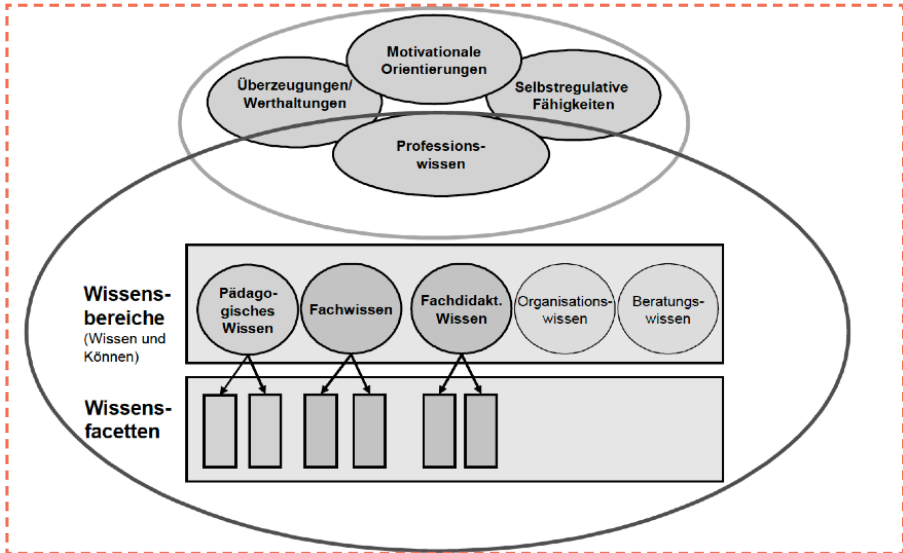 Motivationale
Orientierungen
Überzeugungen/
Werthaltungen
Selbstregulative
Fähigkeiten
Professions-
wissen
Wissens-
bereiche
(Wissen und
Können)
Pädago-
gisches
Wissen
Fachwissen
Fachdidakt.
Wissen
Organisations-
wissen
Beratungs-
wissen
Wissens-
facetten